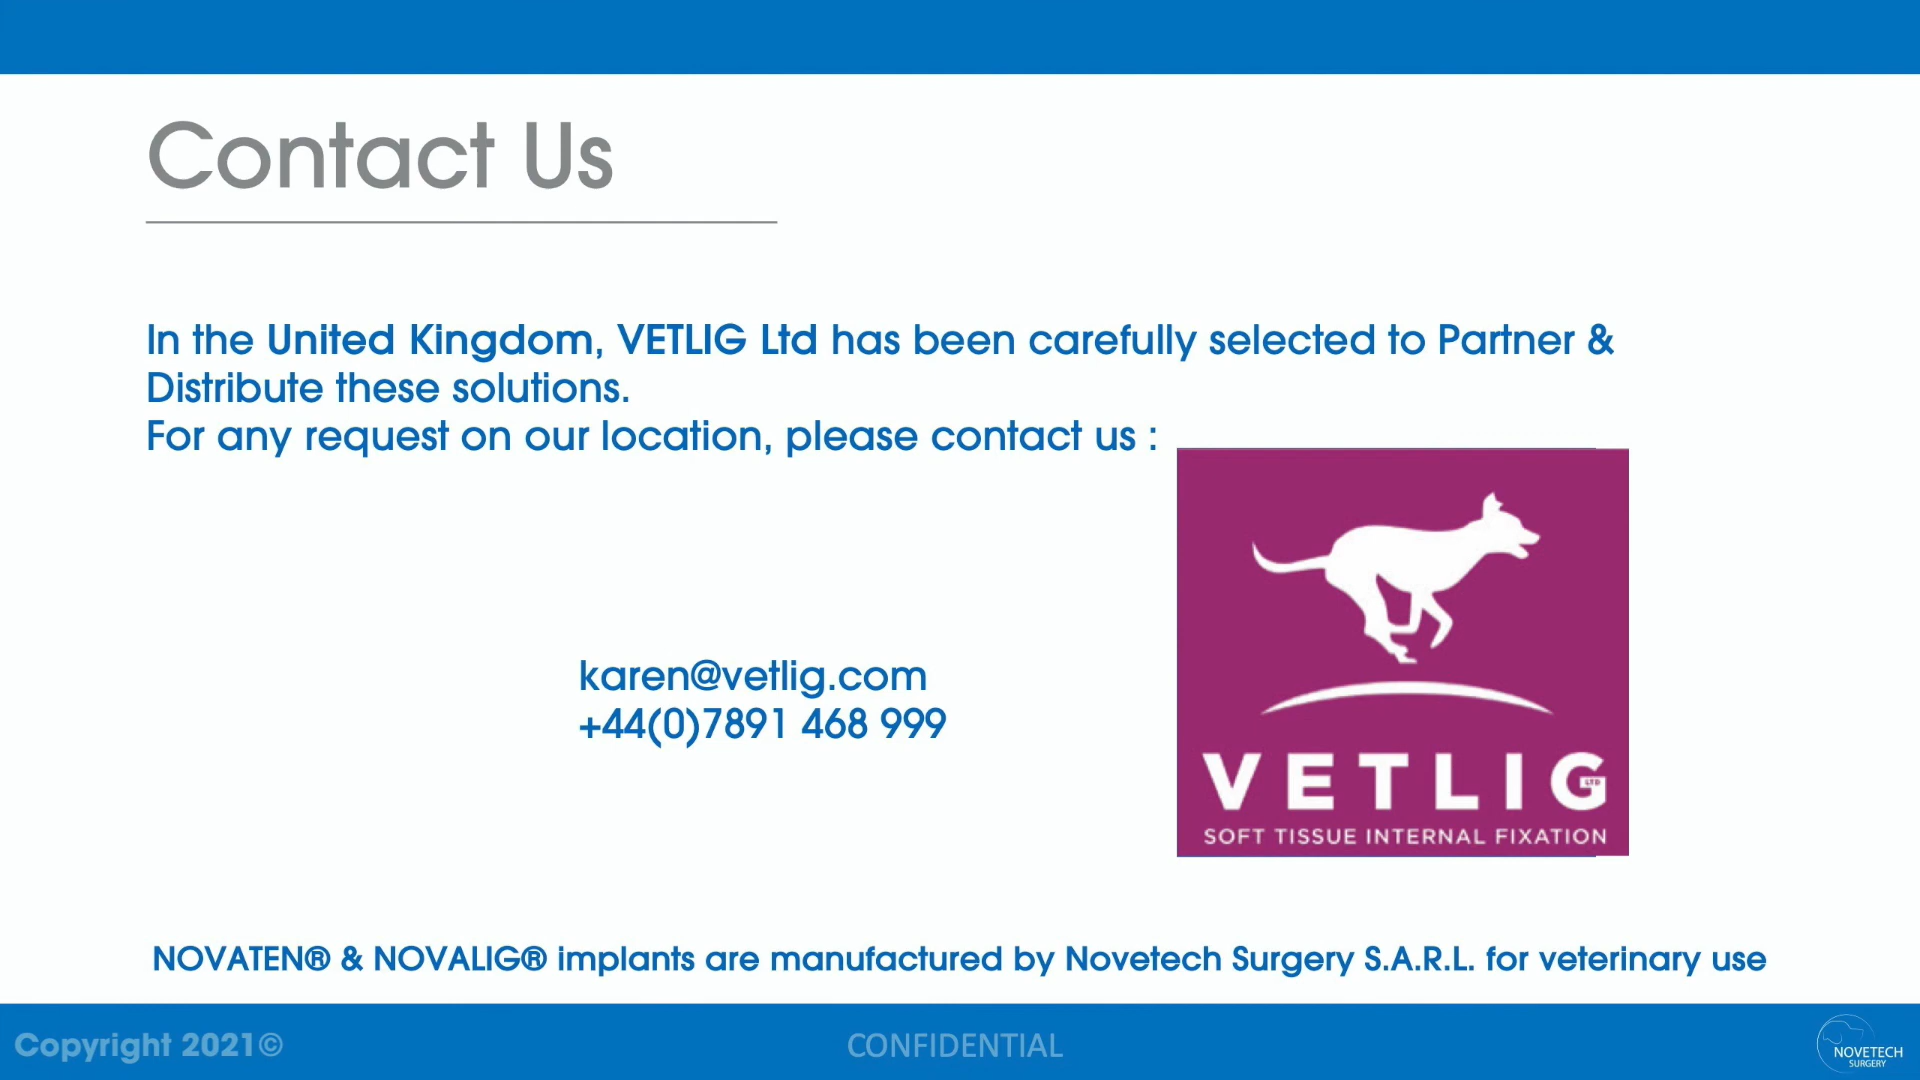 Contact Us
In the United Kingdom, VETLIG Ltd has been carefully selected to Partner &
Distribute these solutions.
For any request on our location, please contact us :
karen@vetlig.com
+44(0)7891 468 999
VETLIG
LTD
SOFT TISSUE INTERNAL FIXATION
NOVATEN® & NOVALIG® implants are manufactured by Novetech Surgery S.A.R.L. for veterinary use
Copyright 2021©
CONFIDENTIAL
NOVETECH
SURGERY